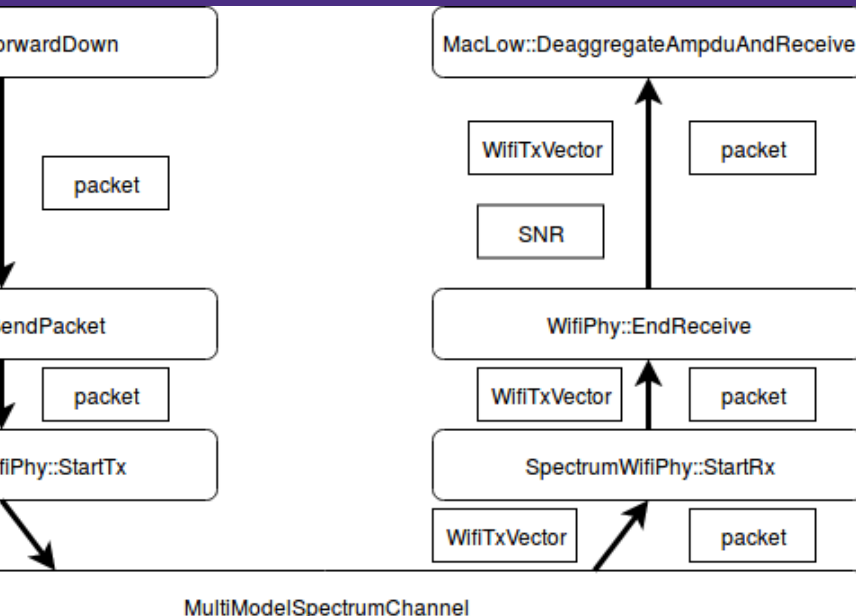 orwardDown
MacLow::DeaggregateAmpduAndReceive
WifiTxVector
packet
packet
SNR
endPacket
WifiPhy::EndReceive
packet
WifiTxVector
packet
fiPhy::StartTx
SpectrumWifiPhy::StartRx
WifiTxVector
packet
MultiModelSpectrumChannel